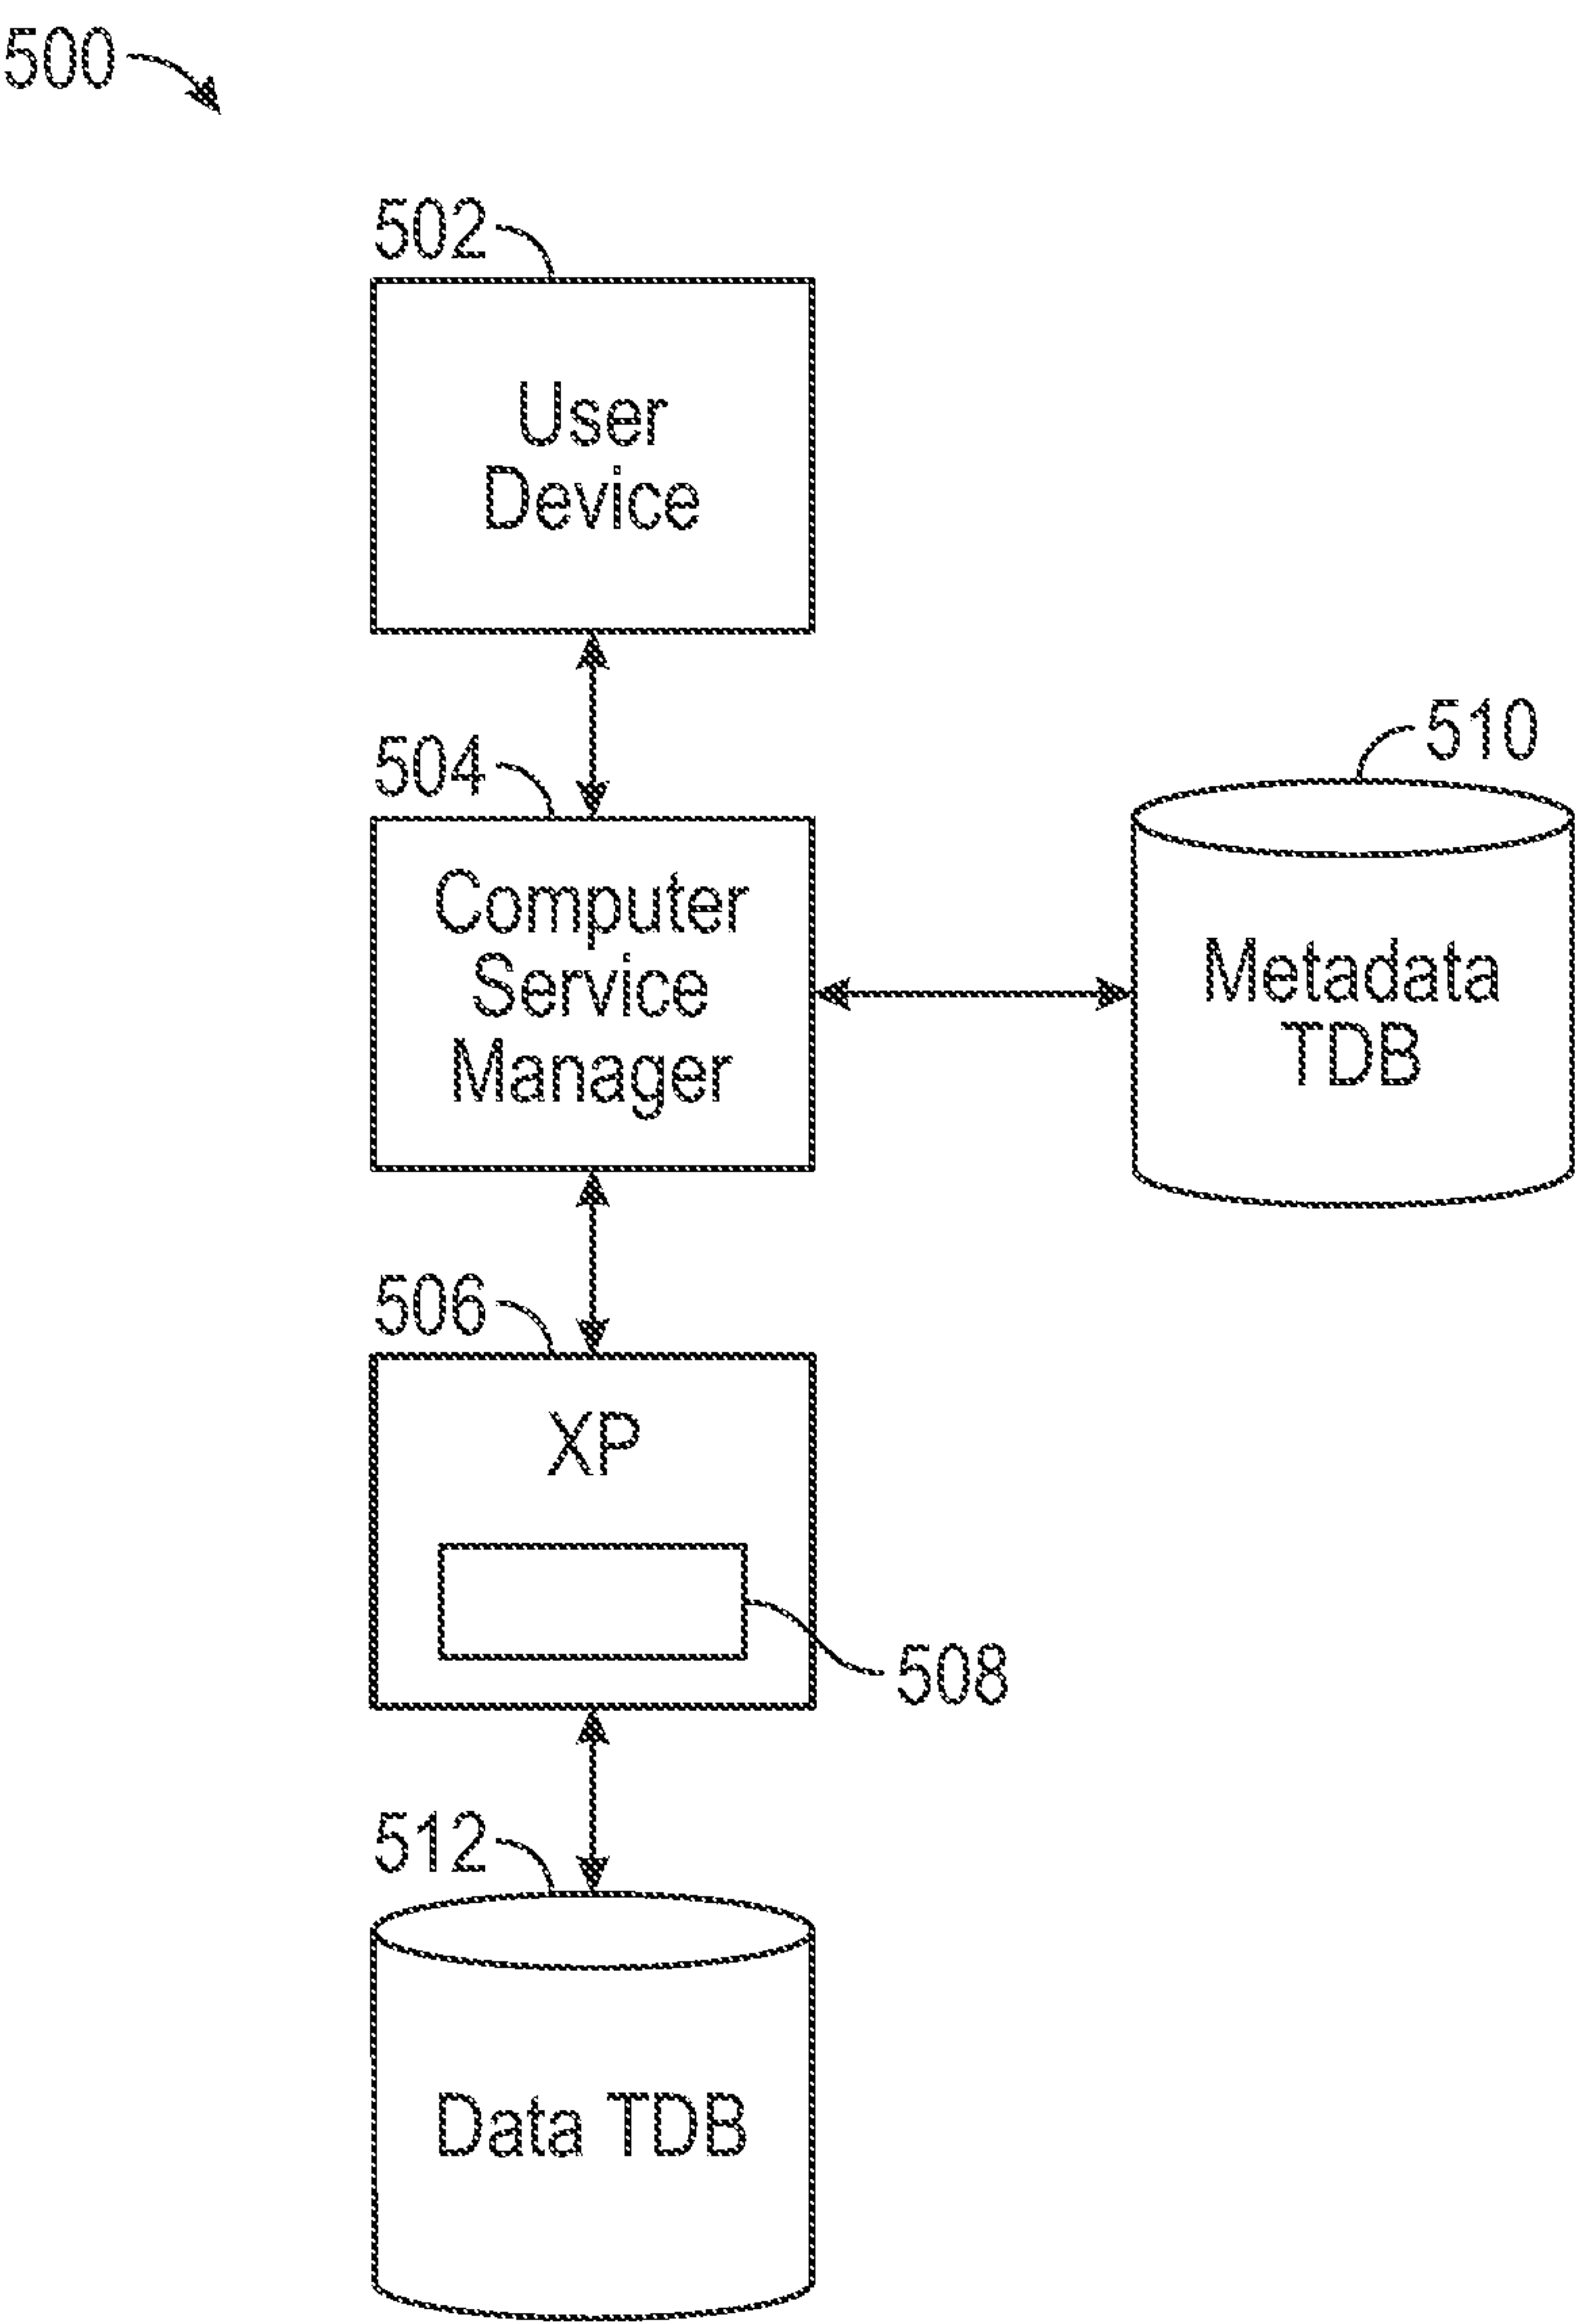 500
502
User
Device
504
510
Computer
Service
Manager
Metadata
TDB
506
XP
508
512
Data TDB